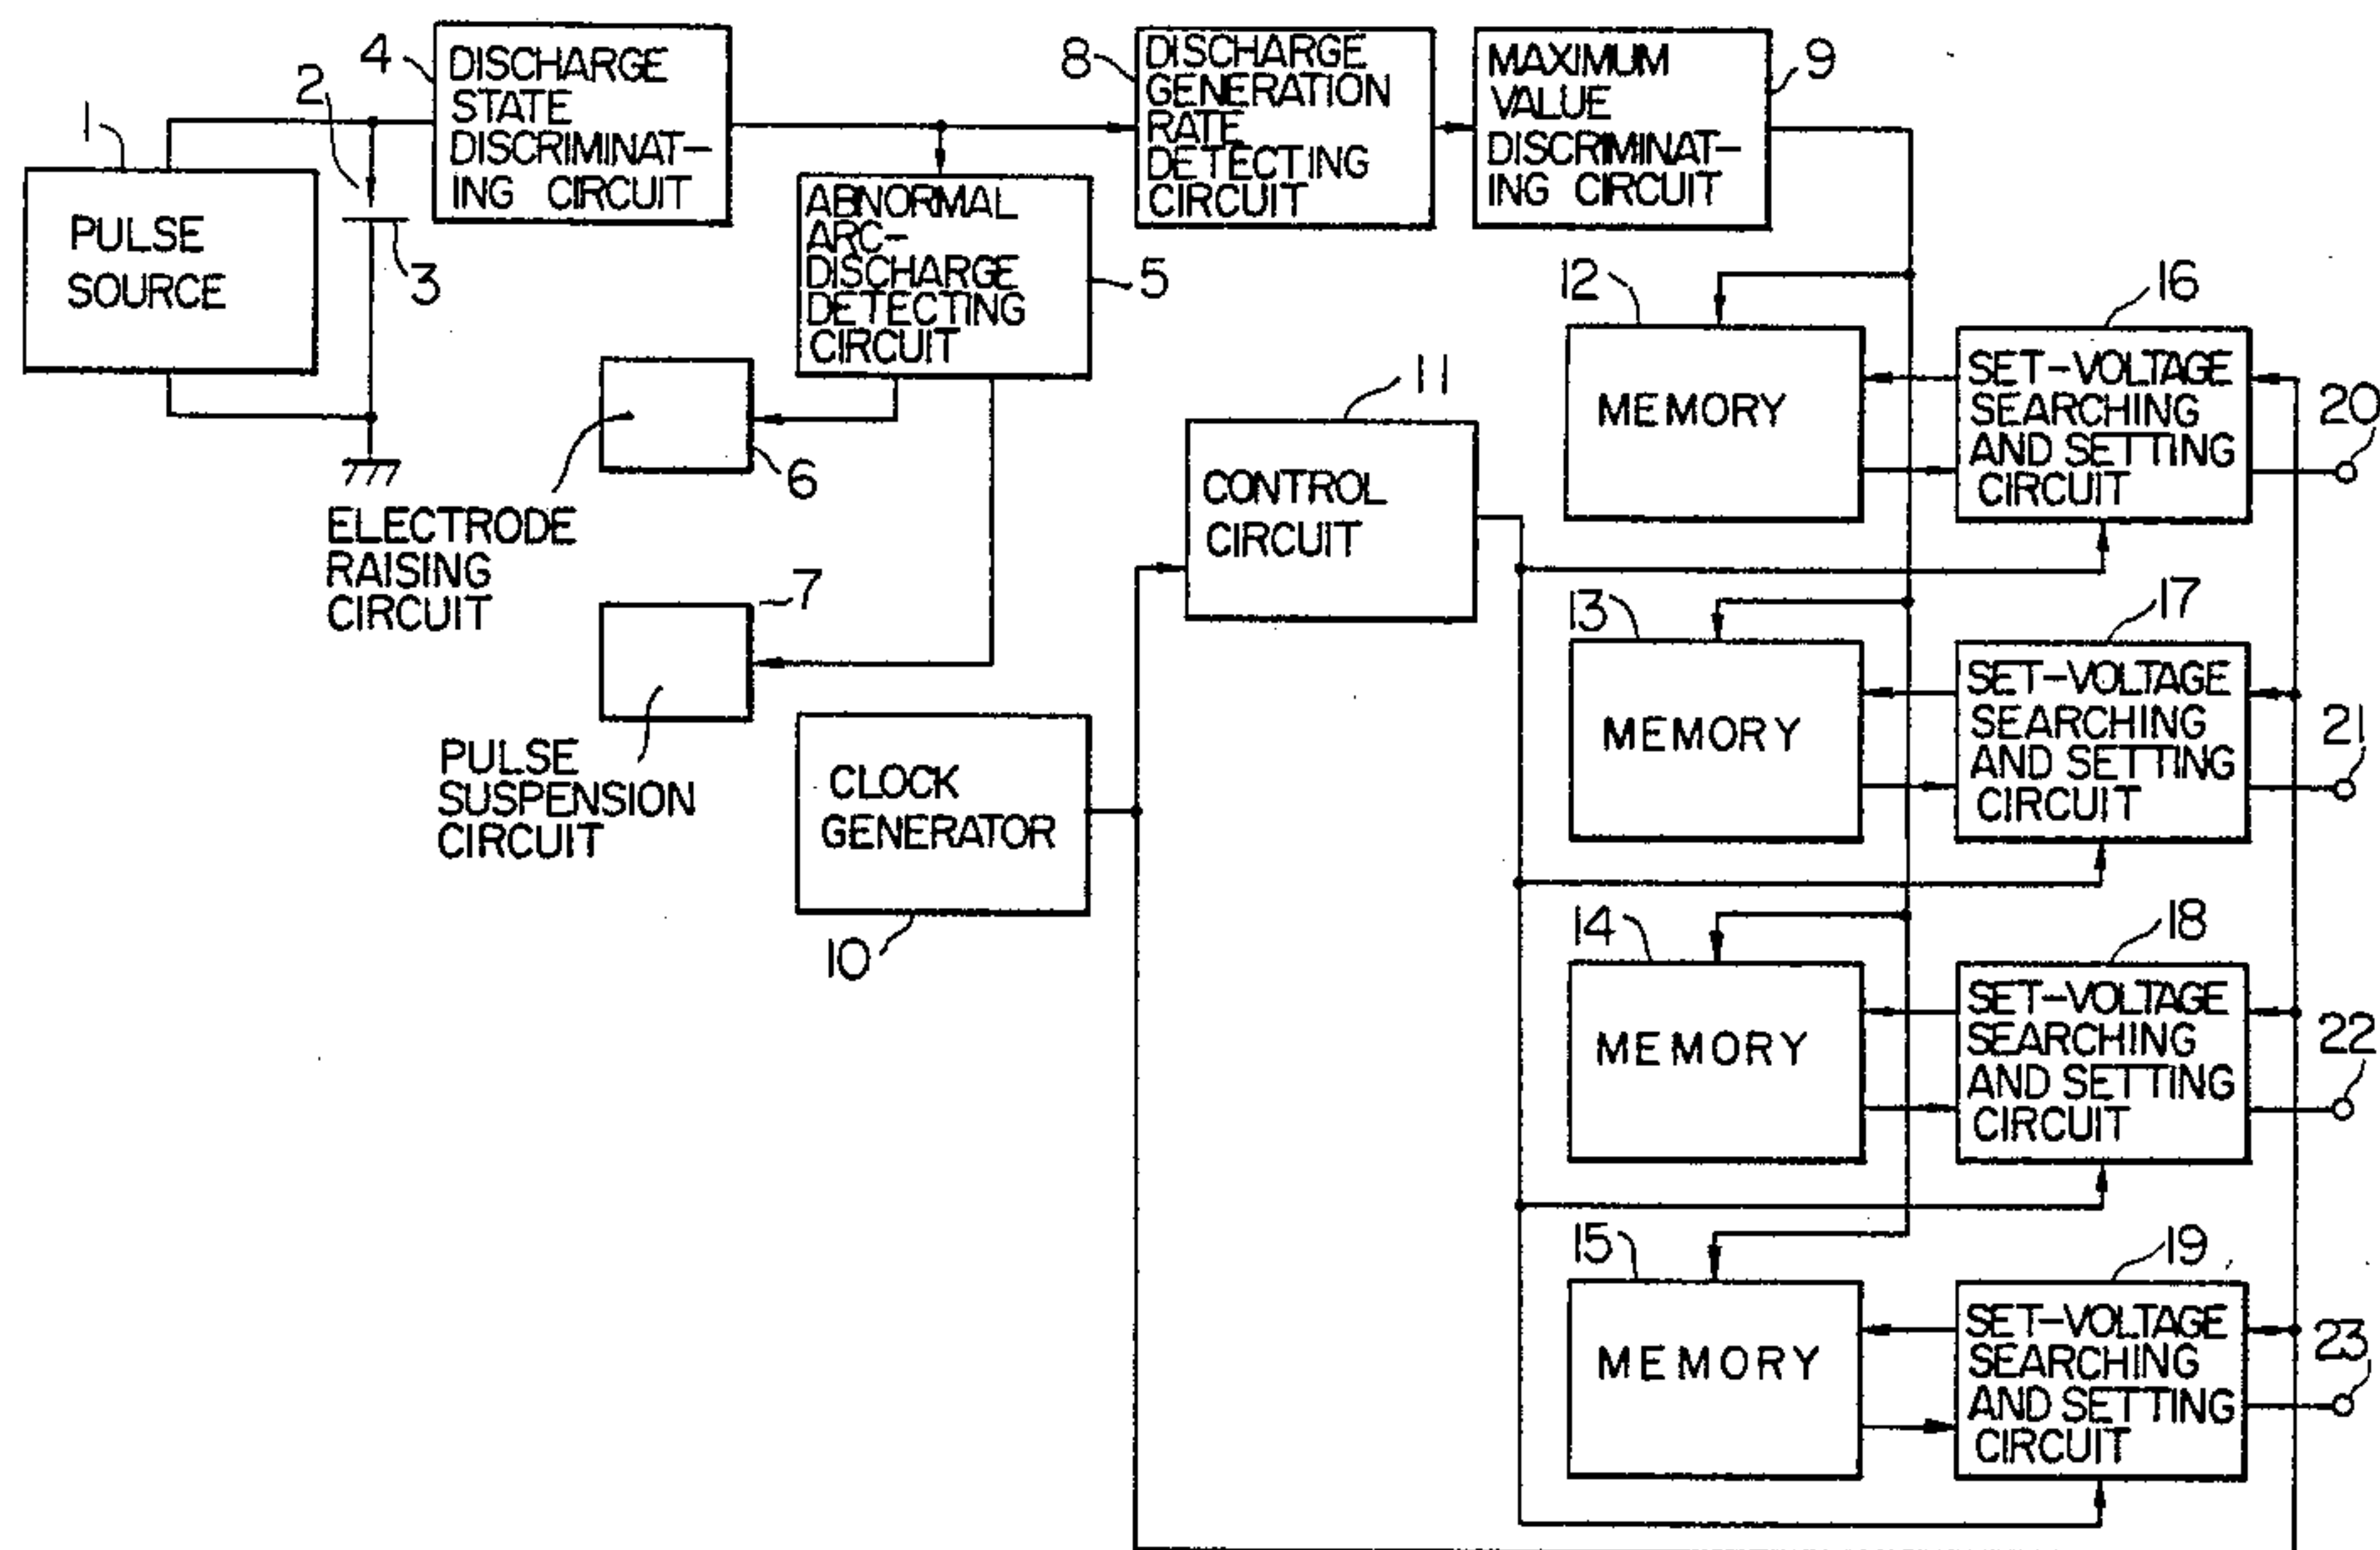 1
PULSE
SOURCE
2
3
4
DISCHARGE
STATE
DISCRIMINAT-
ING CIRCUIT
ABNORMAL
ARC-
DISCHARGE
DETECTING
CIRCUIT
5
6
ELECTRODE
RAISING
CIRCUIT
7
PULSE
SUSPENSION
CIRCUIT
8
DISCHARGE
GENERATION
RATE
DETECTING
CIRCUIT
MAXIMUM
VALUE
DISCRIMINAT-
ING CIRCUIT
9
CLOCK
GENERATOR
10
11
CONTROL
CIRCUIT
12
MEMORY
16
SET-VOLTAGE
SEARCHING
AND SETTING
CIRCUIT
20
13
MEMORY
17
SET-VOLTAGE
SEARCHING
AND SETTING
CIRCUIT
21
14
MEMORY
18
SET-VOLTAGE
SEARCHING
AND SETTING
CIRCUIT
22
15
MEMORY
19
SET-VOLTAGE
SEARCHING
AND SETTING
CIRCUIT
23